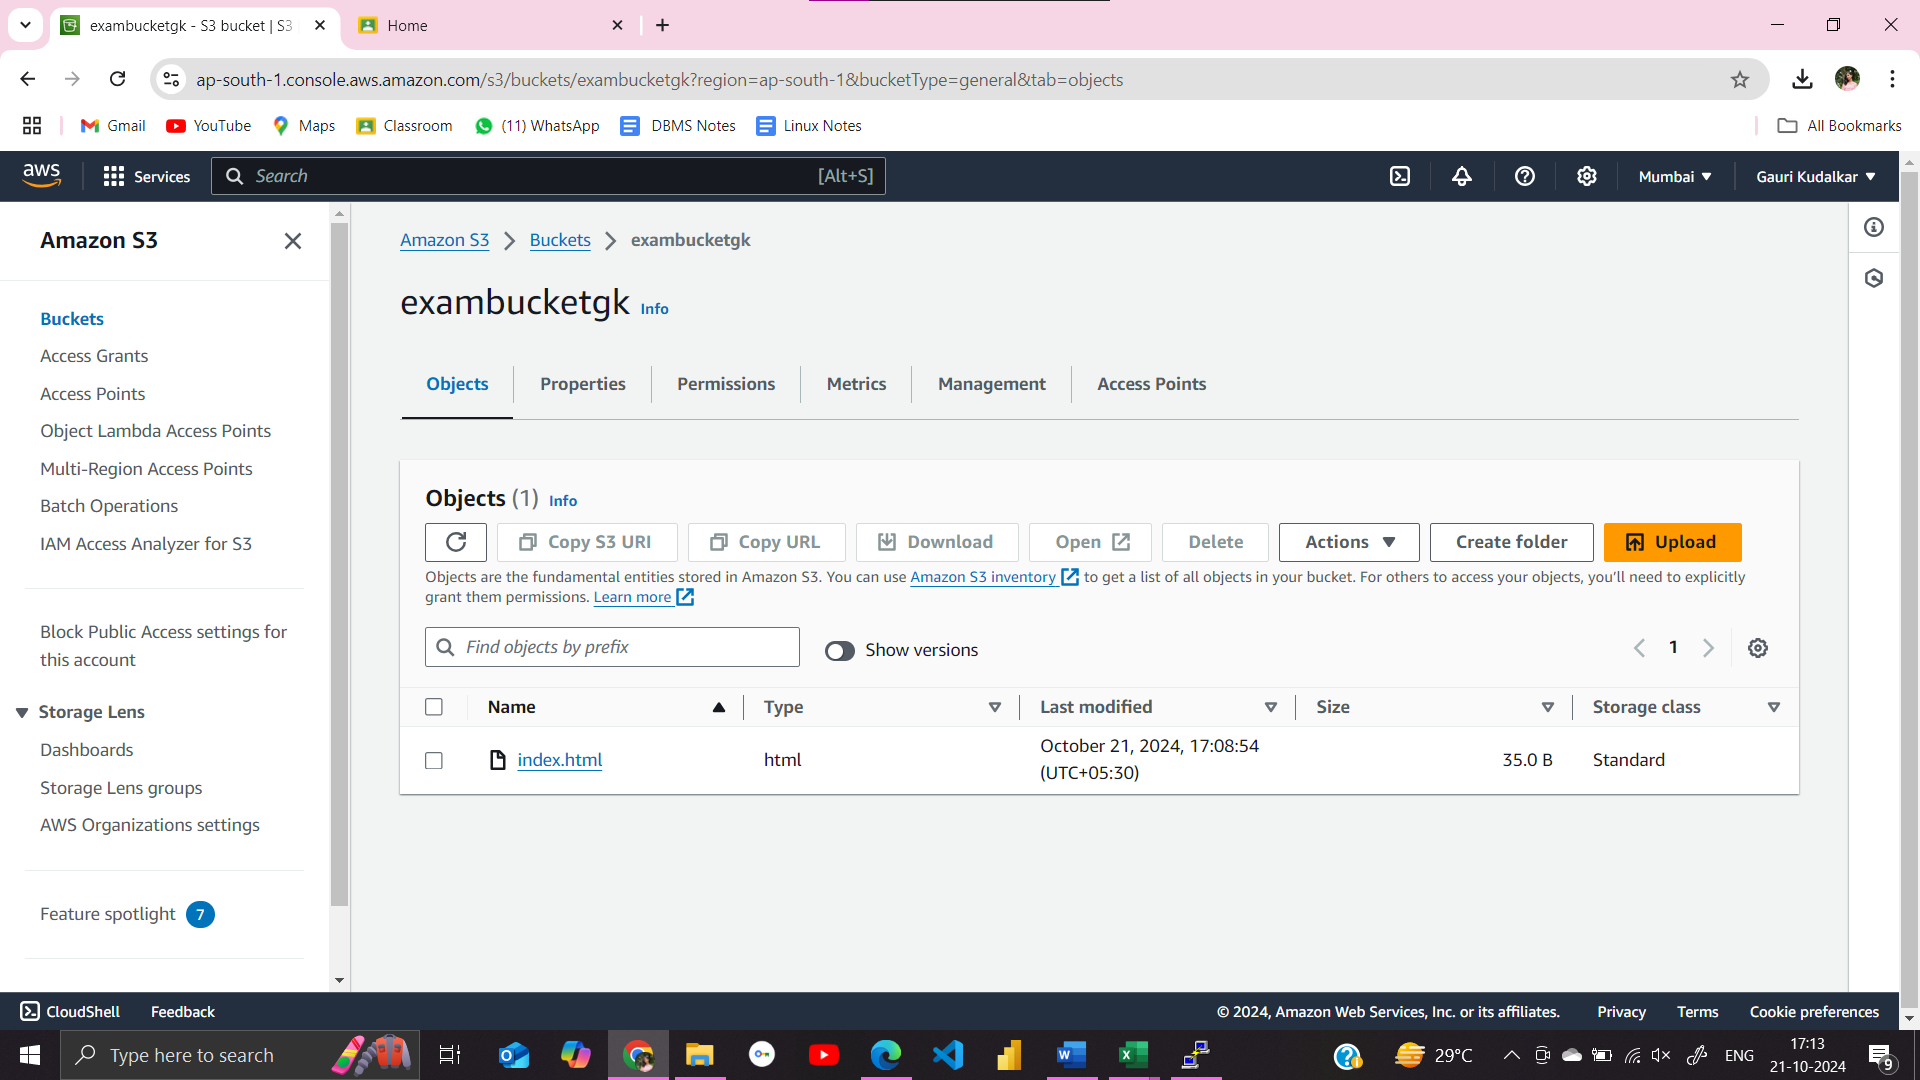 exambucketgk - S3 bucket | S3
Home
ap-south-1.console.aws.amazon.com/s3/buckets/exambucketgk?region=ap-south-1&bucketType=general&tab=objects
Gmail
YouTube
Maps
Classroom
(11) WhatsApp
DBMS Notes
Linux Notes
All Bookmarks
aws
Services
Search
[Alt+S]
Mumbai
Gauri Kudalkar
Amazon S3
Buckets
Access Grants
Access Points
Object Lambda Access Points
Multi-Region Access Points
Batch Operations
IAM Access Analyzer for S3
Block Public Access settings for
this account
Storage Lens
Dashboards
Storage Lens groups
AWS Organizations settings
Feature spotlight 7
Amazon S3
Buckets
exambucketgk
exambucketgk Info
Objects
Properties
Permissions
Metrics
Management
Access Points
Objects (1) Info
Copy S3 URI
Copy URL
Download
Open
Delete
Actions
Create folder
Upload
Objects are the fundamental entities stored in Amazon S3. You can use Amazon S3 inventory to get a list of all objects in your bucket. For others to access your objects, you’ll need to explicitly
grant them permissions. Learn more
Find objects by prefix
Show versions
1
Name
Type
Last modified
Size
Storage class
index.html
html
October 21, 2024, 17:08:54
(UTC+05:30)
35.0 B
Standard
CloudShell
Feedback
© 2024, Amazon Web Services, Inc. or its affiliates.
Privacy
Terms
Cookie preferences
Type here to search
29°C
ENG
17:13
21-10-2024
9